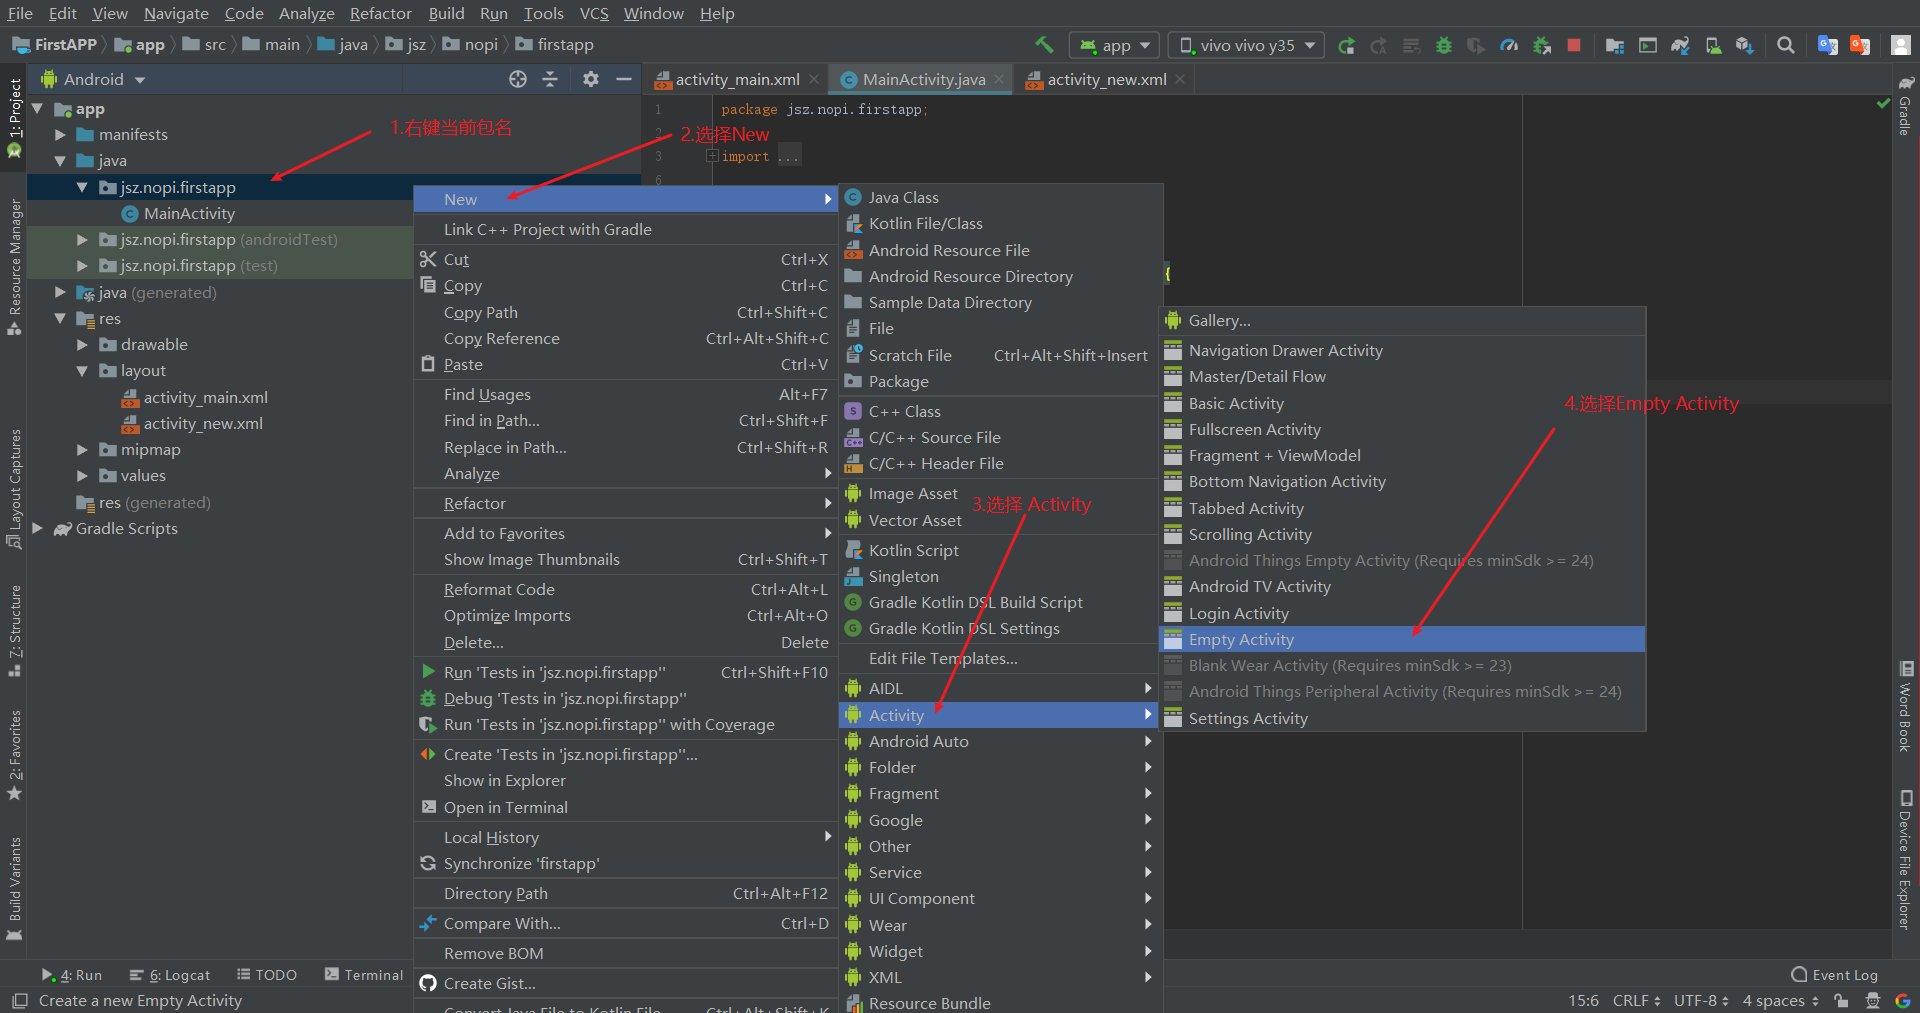 File Edit View Navigate Code Analyze Refactor Build Run Tools VCS Window Help
FirstAPP app src main java jsz nopi firstapp
app vivo vivo y35
Android
activity_main.xml MainActivity.java activity_new.xml
1: Project
Resource Manager
Layout Captures
Z: Structure
2: Favorites
Build Variants
app
manifests
java
jsz.nopi.firstapp
MainActivity
jsz.nopi.firstapp (androidTest)
jsz.nopi.firstapp (test)
java (generated)
res
drawable
layout
activity_main.xml
activity_new.xml
mipmap
values
res (generated)
Gradle Scripts
1.右键当前包名
2.选择New
1 package jsz.nopi.firstapp;
2
3 import ...
6
{
New
Link C++ Project with Gradle
Cut Ctrl+X
Copy Ctrl+C
Copy Path Ctrl+Shift+C
Copy Reference Ctrl+Alt+Shift+C
Paste Ctrl+V
Find Usages Alt+F7
Find in Path... Ctrl+Shift+F
Replace in Path... Ctrl+Shift+R
Analyze
Refactor
Add to Favorites
Show Image Thumbnails Ctrl+Shift+T
Reformat Code Ctrl+Alt+L
Optimize Imports Ctrl+Alt+O
Delete... Delete
Run 'Tests in 'jsz.nopi.firstapp'' Ctrl+Shift+F10
Debug 'Tests in 'jsz.nopi.firstapp''
Run 'Tests in 'jsz.nopi.firstapp'' with Coverage
Create 'Tests in 'jsz.nopi.firstapp''...
Show in Explorer
Open in Terminal
Local History
Synchronize 'firstapp'
Directory Path Ctrl+Alt+F12
Compare With... Ctrl+D
Remove BOM
Create Gist...
Convert Java File to Kotlin File Ctrl+Alt+Shift+K
Java Class
Kotlin File/Class
Android Resource File
Android Resource Directory
Sample Data Directory
File
Scratch File Ctrl+Alt+Shift+Insert
Package
C++ Class
C/C++ Source File
C/C++ Header File
Image Asset
Vector Asset
3.选择 Activity
Kotlin Script
Singleton
Gradle Kotlin DSL Build Script
Gradle Kotlin DSL Settings
Edit File Templates...
AIDL
Activity
Android Auto
Folder
Fragment
Google
Other
Service
UI Component
Wear
Widget
XML
Resource Bundle
Gallery...
Navigation Drawer Activity
Master/Detail Flow
Basic Activity
Fullscreen Activity
Fragment + ViewModel
Bottom Navigation Activity
Tabbed Activity
Scrolling Activity
Android Things Empty Activity (Requires minSdk >= 24)
Android TV Activity
Login Activity
Empty Activity
Blank Wear Activity (Requires minSdk >= 23)
Android Things Peripheral Activity (Requires minSdk >= 24)
Settings Activity
4.选择Empty Activity
Gradle
Word Book
Device File Explorer
4: Run 6: Logcat TODO Terminal Event Log
Create a new Empty Activity 15:6 CRLF UTF-8 4 spaces